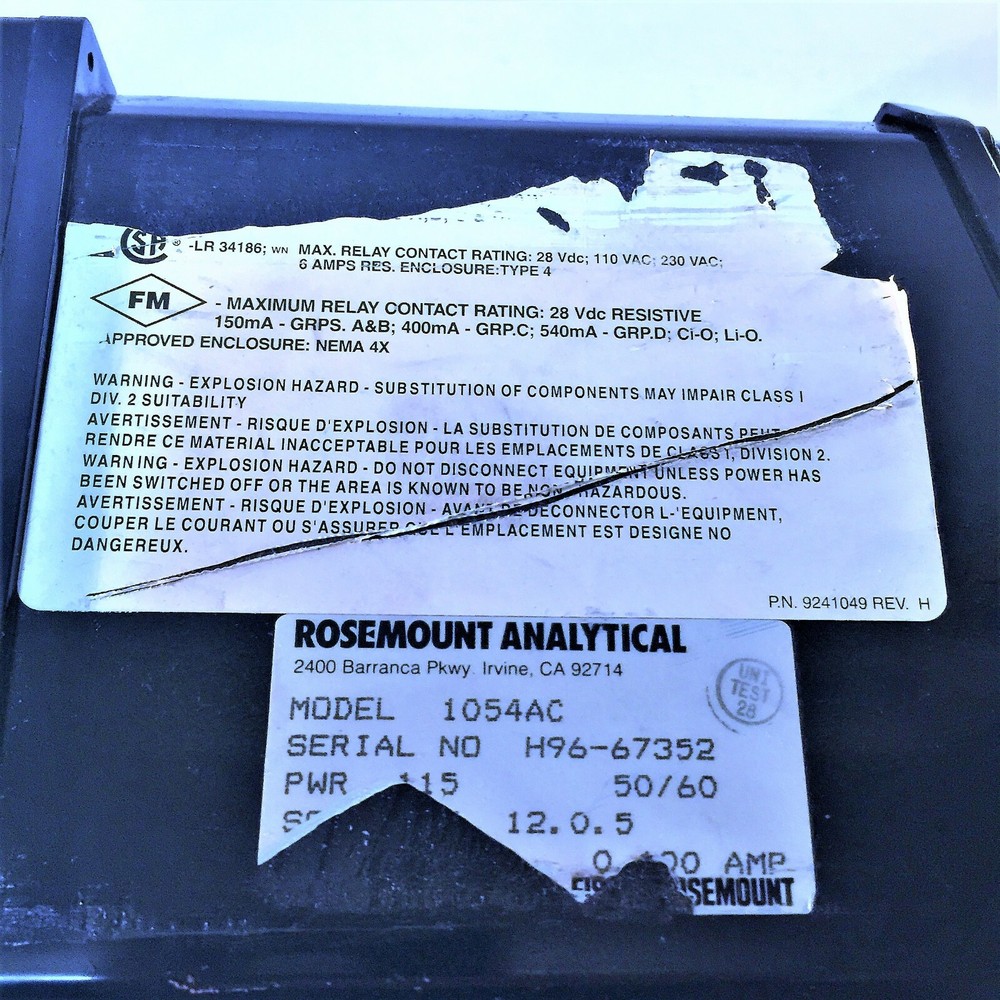 -LR 34186; WN MAX. RELAY CONTACT RATING: 28 Vdc; 110 VAC; 230 VAC;
6 AMPS RES. ENCLOSURE:TYPE 4
FM - MAXIMUM RELAY CONTACT RATING: 28 Vdc RESISTIVE
150mA - GRPS. A&B; 400mA - GRP.C; 540mA - GRP.D; Ci-O; Li-O.
APPROVED ENCLOSURE: NEMA 4X
WARNING - EXPLOSION HAZARD - SUBSTITUTION OF COMPONENTS MAY IMPAIR CLASS I
DIV. 2 SUITABILITY
AVERTISSEMENT - RISQUE D'EXPLOSION - LA SUBSTITUTION DE COMPOSANTS PEUT
RENDRE CE MATERIAL INACCEPTABLE POUR LES EMPLACEMENTS DE CLASS I, DIVISION 2.
WARNING - EXPLOSION HAZARD - DO NOT DISCONNECT EQUIPMENT UNLESS POWER HAS
BEEN SWITCHED OFF OR THE AREA IS KNOWN TO BE NON-HAZARDOUS.
AVERTISSEMENT - RISQUE D'EXPLOSION - AVANT DE DECONNECTOR L-'EQUIPMENT,
COUPER LE COURANT OU S'ASSURER QUE L'EMPLACEMENT EST DESIGNE NO
DANGEREUX.
P.N. 9241049 REV. H
ROSEMOUNT ANALYTICAL
2400 Barranca Pkwy. Irvine, CA 92714
UNI
TEST
28
MODEL 1054AC
SERIAL NO H96-67352
PWR 115 50/60
12.0.5
AMP
ROSEMOUNT